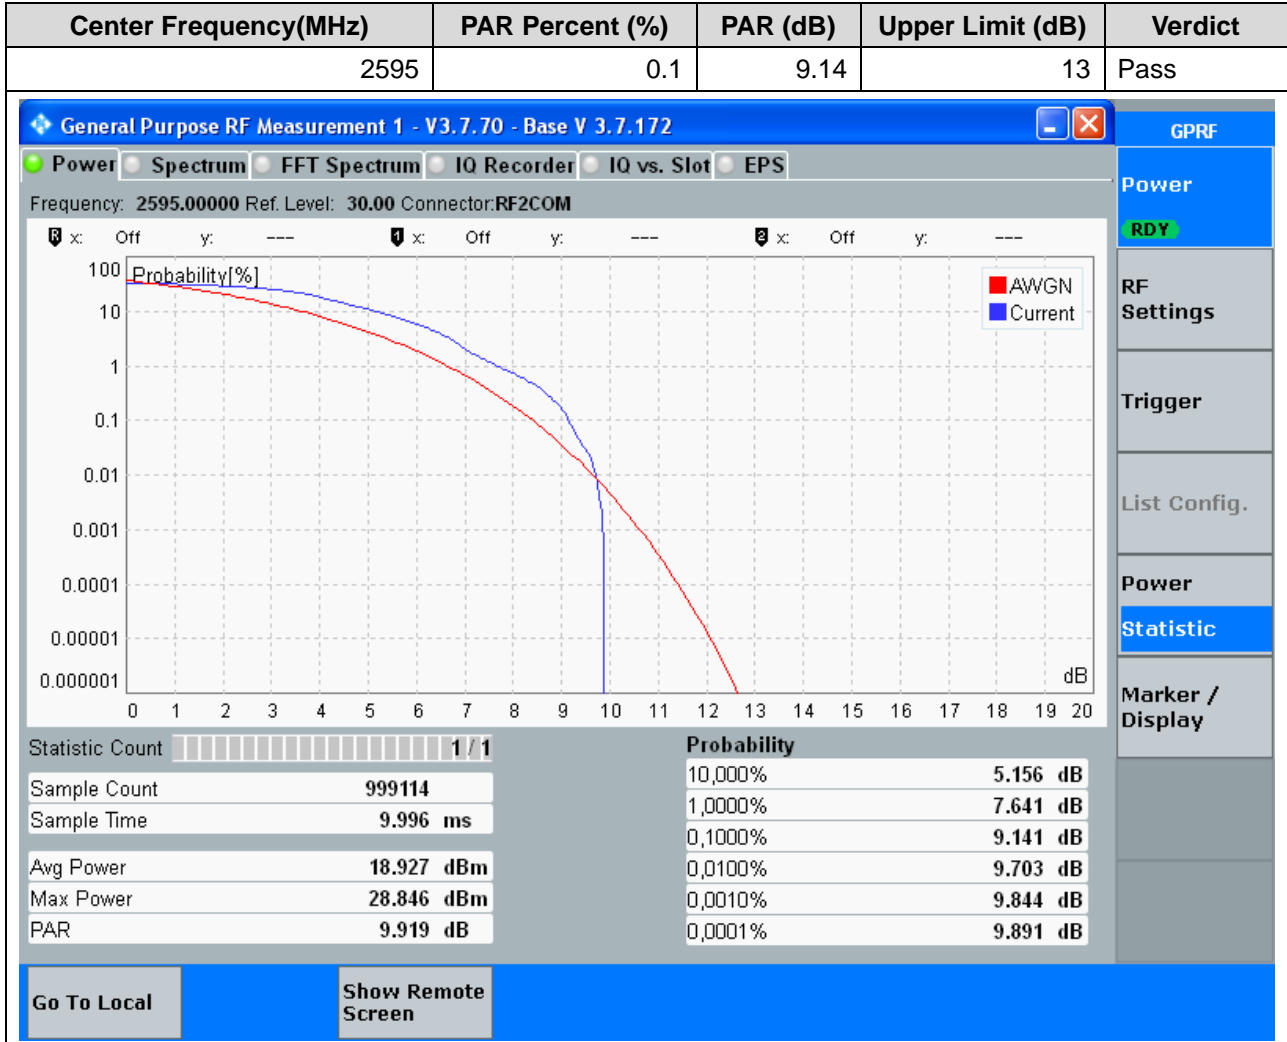 Center Frequency(MHz) PAR Percent (%) PAR (dB) Upper Limit (dB) Verdict
2595 0.1 9.14 13 Pass
General Purpose RF Measurement 1 - V3.7.70 - Base V 3.7.172
GPRF
Power Spectrum FFT Spectrum IQ Recorder IQ vs. Slot EPS
Frequency: 2595.00000 Ref. Level: 30.00 Connector:RF2COM
R x: Off y: --- 1 x: Off y: --- 2 x: Off y: ---
Probability[%]
AWGN
Current
100
10
1
0.1
0.01
0.001
0.0001
0.00001
0.000001
dB
0 1 2 3 4 5 6 7 8 9 10 11 12 13 14 15 16 17 18 19 20
Statistic Count 1 / 1
Sample Count 999114
Sample Time 9.996 ms
Avg Power 18.927 dBm
Max Power 28.846 dBm
PAR 9.919 dB
Probability
10,000% 5.156 dB
1,0000% 7.641 dB
0,1000% 9.141 dB
0,0100% 9.703 dB
0,0010% 9.844 dB
0,0001% 9.891 dB
Power
RDY
RF
Settings
Trigger
List Config.
Power
Statistic
Marker /
Display
Go To Local
Show Remote
Screen